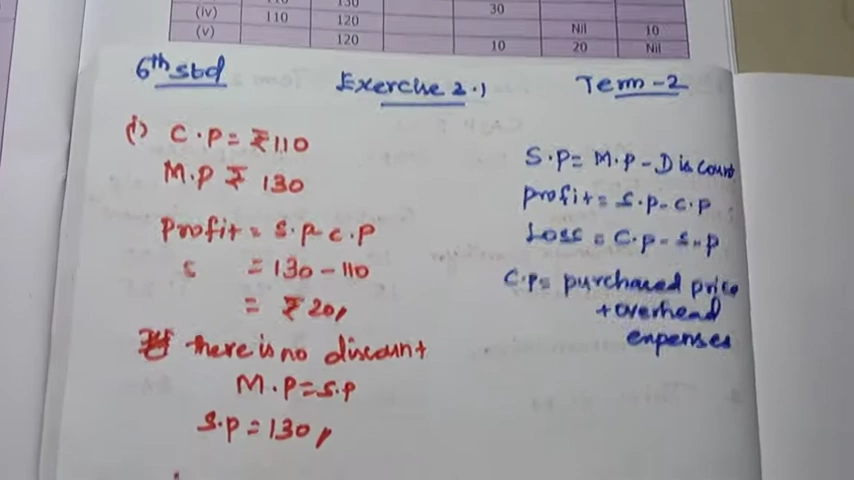 130
30
(iv) 110 120
Nil 10
(v) 120 10 20 Nil
6th std Exercise 2.1 Term-2
(i) C.P = ₹110
M.P ₹ 130
Profit = S.P - C.P
= 130 - 110
= ₹ 20/
there is no discount
M.P = S.P
S.P = 130/
S.P = M.P - Discount
Profit = S.P - C.P
Loss = C.P - S.P
C.P = purchased price
+ overhead
expenses